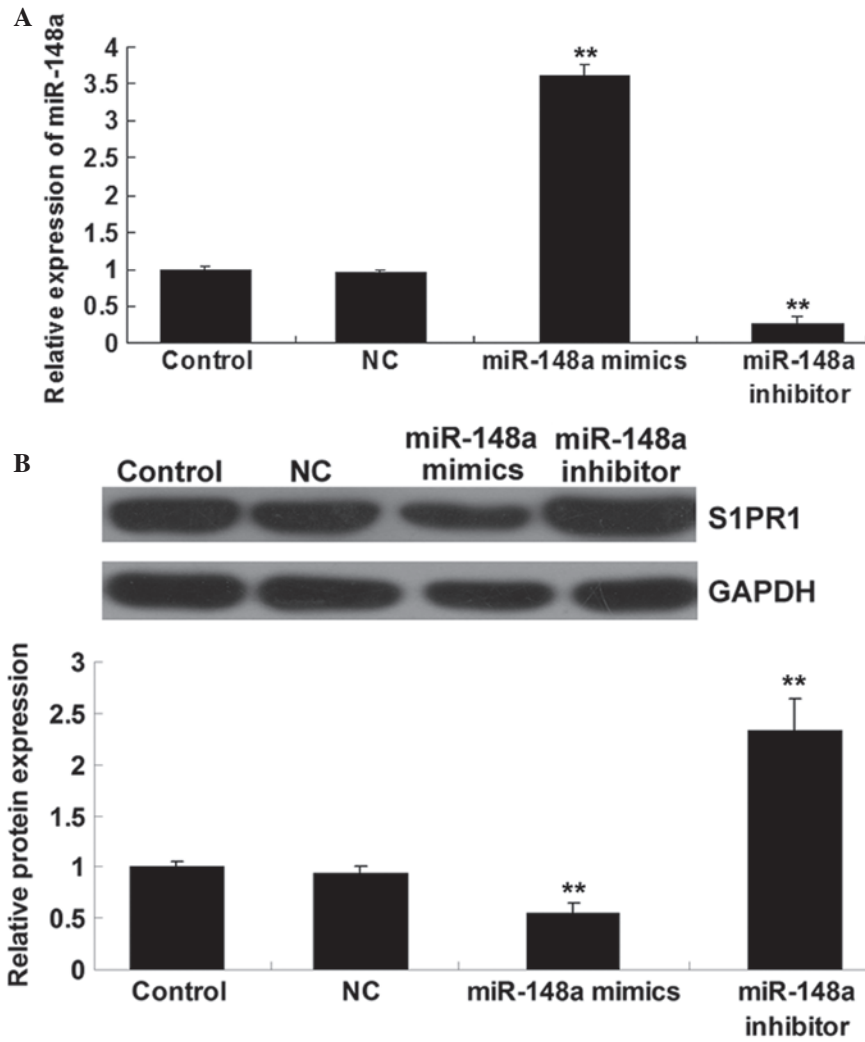 A
Relative expression of miR-148a
4
3.5
3
2.5
2
1.5
1
0.5
0
**
**
Control
NC
miR-148a mimics
miR-148a
inhibitor
B
Control
NC
miR-148a
mimics
miR-148a
inhibitor
S1PR1
GAPDH
Relative protein expression
3
2.5
2
1.5
1
0.5
0
**
**
Control
NC
miR-148a mimics
miR-148a
inhibitor